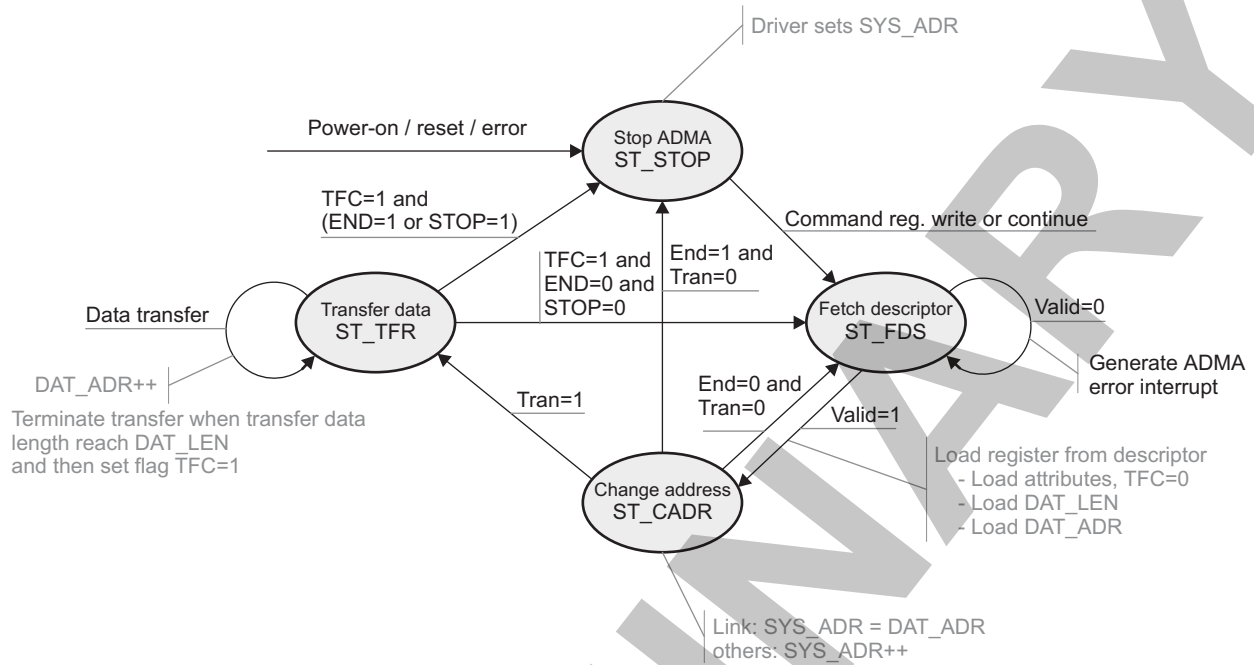 Driver sets SYS_ADR
Power-on / reset / error
Stop ADMA
ST_STOP
TFC=1 and
(END=1 or STOP=1)
Command reg. write or continue
TFC=1 and
END=0 and
STOP=0
End=1 and
Tran=0
Data transfer
Transfer data
ST_TFR
Fetch descriptor
ST_FDS
Valid=0
Generate ADMA
error interrupt
DAT_ADR++
Terminate transfer when transfer data
length reach DAT_LEN
and then set flag TFC=1
Tran=1
End=0 and
Tran=0
Valid=1
Load register from descriptor
- Load attributes, TFC=0
- Load DAT_LEN
- Load DAT_ADR
Change address
ST_CADR
Link: SYS_ADR = DAT_ADR
others: SYS_ADR++
INARY